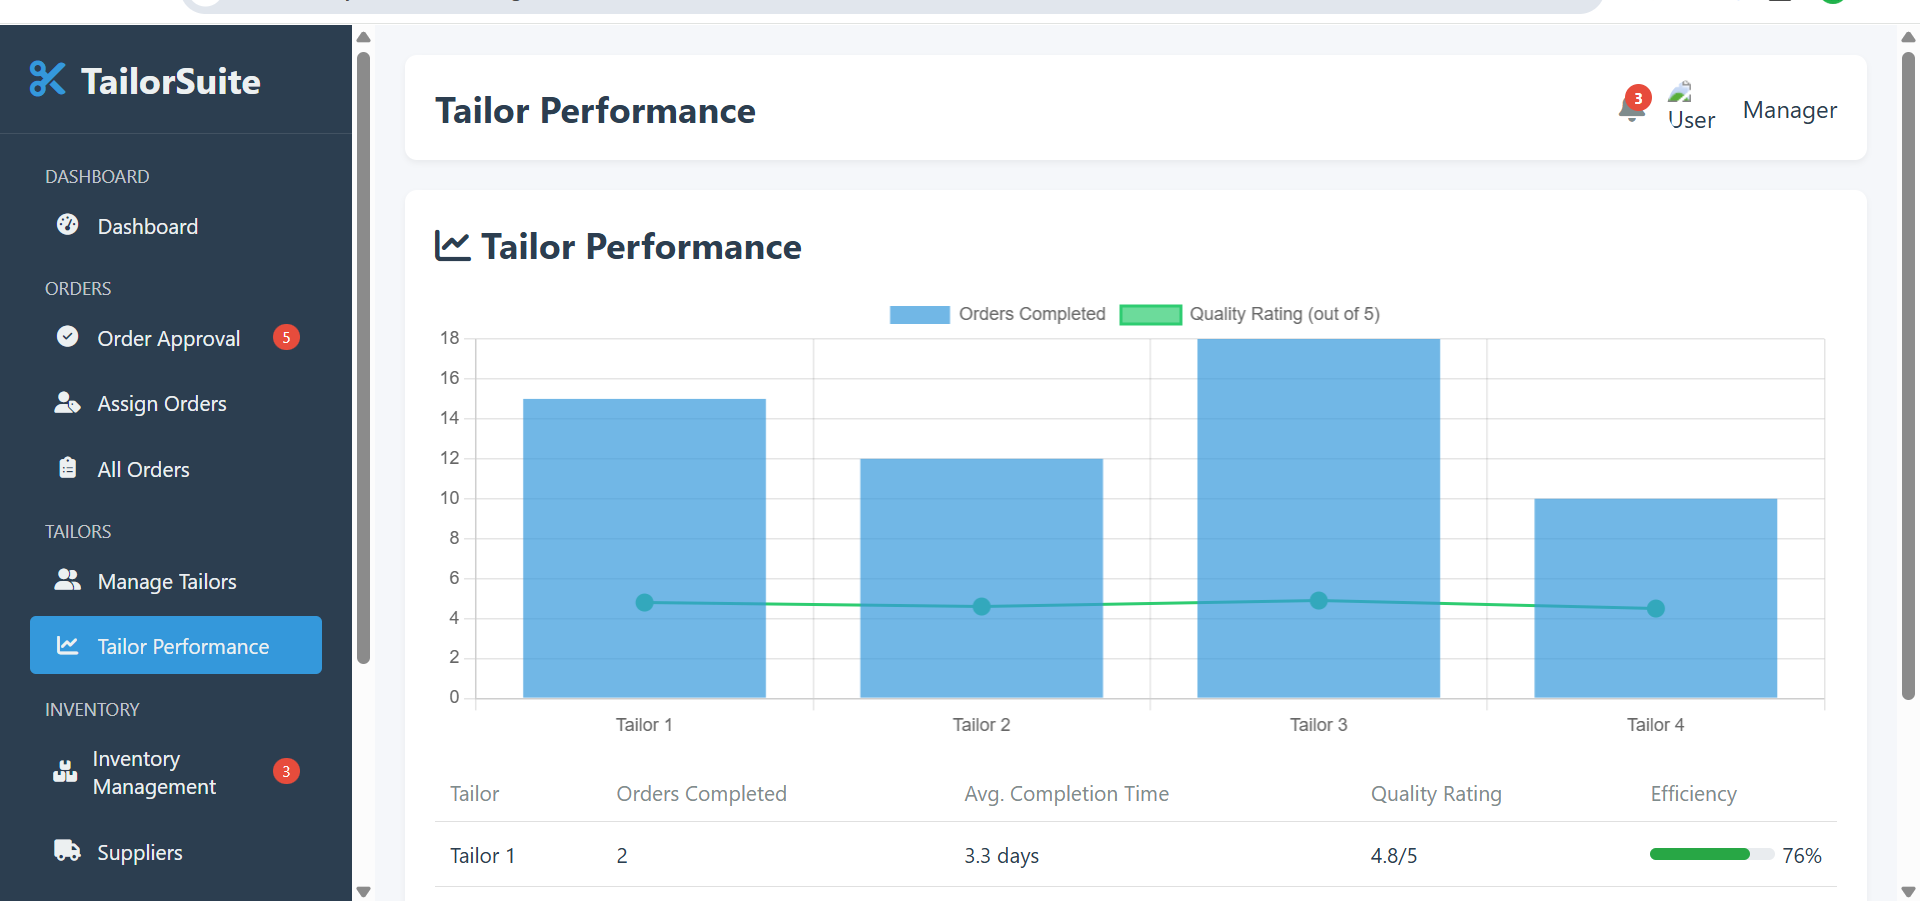 TailorSuite
DASHBOARD
Dashboard
ORDERS
Order Approval 5
Assign Orders
All Orders
TAILORS
Manage Tailors
Tailor Performance
INVENTORY
Inventory
Management 3
Suppliers
Tailor Performance
3 User Manager
Tailor Performance
Orders Completed Quality Rating (out of 5)
18
16
14
12
10
8
6
4
2
0
Tailor 1 Tailor 2 Tailor 3 Tailor 4
Tailor Orders Completed Avg. Completion Time Quality Rating Efficiency
Tailor 1 2 3.3 days 4.8/5 76%